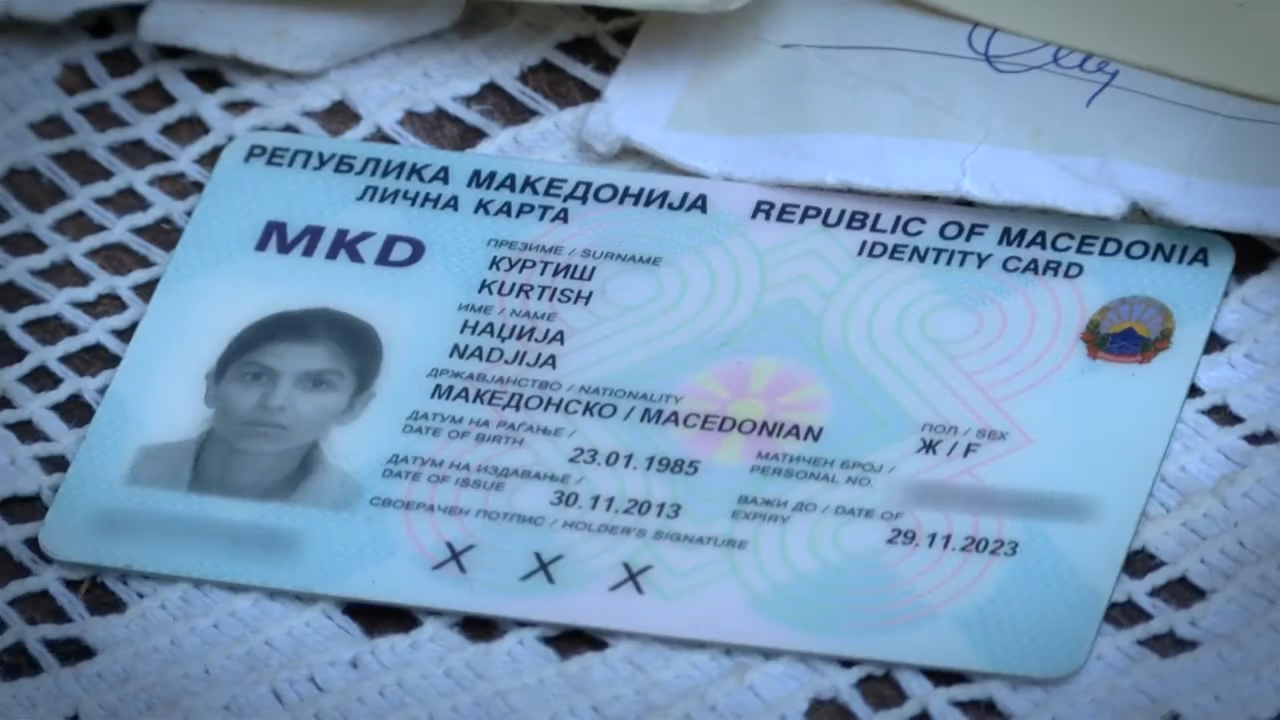 РЕПУБЛИКА МАКЕДОНИЈА
ЛИЧНА КАРТА
REPUBLIC OF MACEDONIA
IDENTITY CARD
MKD
ПРЕЗИМЕ / SURNAME
КУРТИШ
KURTISH
ИМЕ / NAME
НАЏИЈА
NADJIJA
ДРЖАВЈАНСТВО / NATIONALITY
МАКЕДОНСКО / MACEDONIAN
ПОЛ / SEX
Ж / F
ДАТУМ НА РАЃАЊЕ /
DATE OF BIRTH
23.01.1985
МАТИЧЕН БРОЈ /
PERSONAL NO.
ДАТУМ НА ИЗДАВАЊЕ /
DATE OF ISSUE
30.11.2013
ВАЖИ ДО / DATE OF
EXPIRY
29.11.2023
СВОЕРАЧЕН ПОТПИС / HOLDER'S SIGNATURE
X X X